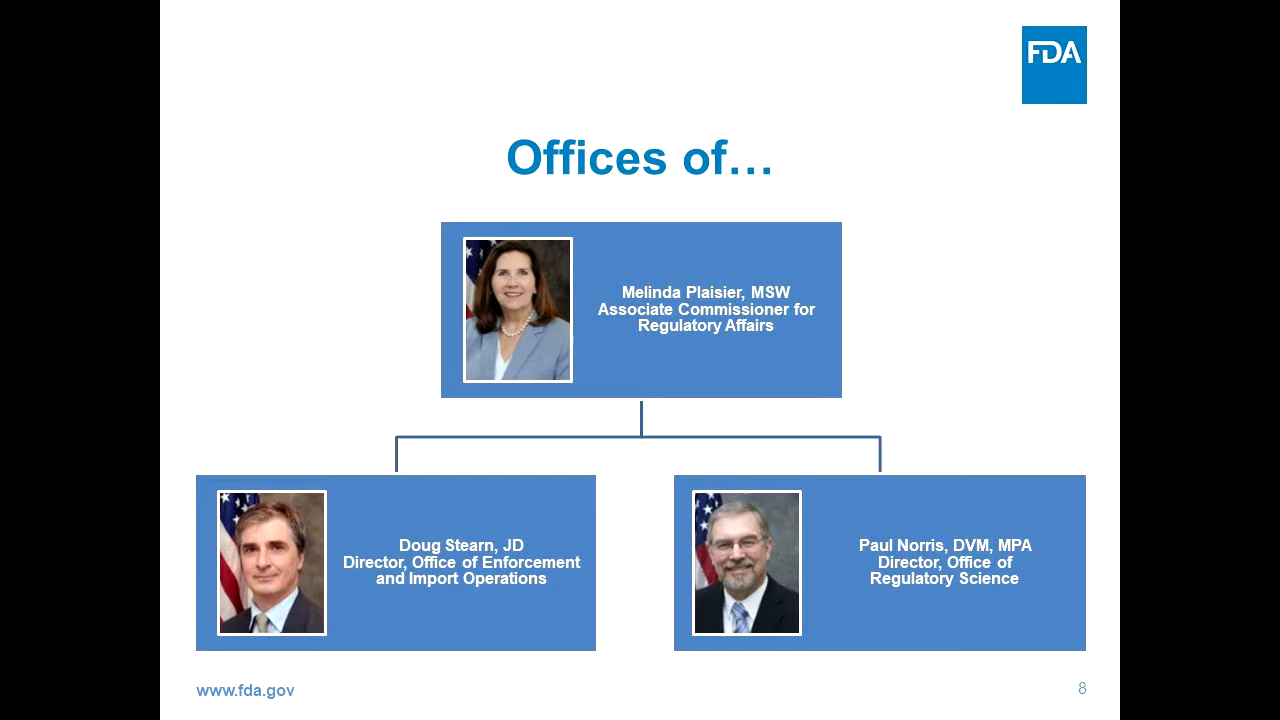 FDA
Offices of…
Melinda Plaisier, MSW
Associate Commissioner for
Regulatory Affairs
Doug Stearn, JD
Director, Office of Enforcement
and Import Operations
Paul Norris, DVM, MPA
Director, Office of
Regulatory Science
www.fda.gov
8